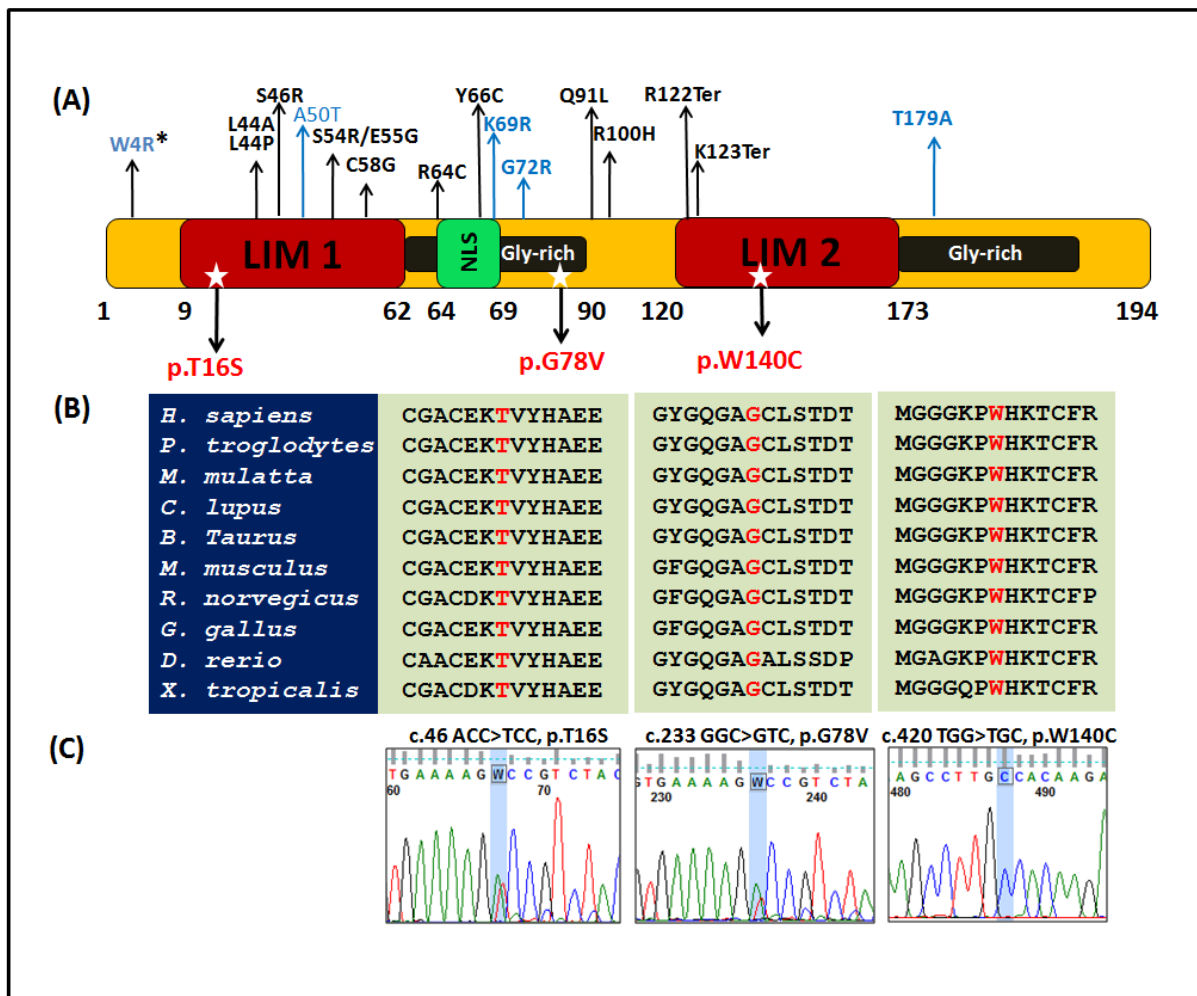 (A)
W4R*
L44A
L44P
S46R
A50T
S54R/E55G
C58G
R64C
Y66C
K69R
G72R
Q91L
R100H
R122Ter
K123Ter
T179A
LIM 1
NLS
Gly-rich
LIM 2
Gly-rich
1 9 62 64 69 90 120 173 194
p.T16S p.G78V p.W140C
(B)
H. sapiens CGACEKTVYHAEE GYGQGAGCLSTDT MGGGKPWHKTCFR
P. troglodytes CGACEKTVYHAEE GYGQGAGCLSTDT MGGGKPWHKTCFR
M. mulatta CGACEKTVYHAEE GYGQGAGCLSTDT MGGGKPWHKTCFR
C. lupus CGACEKTVYHAEE GYGQGAGCLSTDT MGGGKPWHKTCFR
B. Taurus CGACEKTVYHAEE GYGQGAGCLSTDT MGGGKPWHKTCFR
M. musculus CGACEKTVYHAEE GFGQGAGCLSTDT MGGGKPWHKTCFR
R. norvegicus CGACDKTVYHAEE GFGQGAGCLSTDT MGGGKPWHKTCFP
G. gallus CGACEKTVYHAEE GFGQGAGCLSTDT MGGGKPWHKTCFR
D. rerio CAACEKTVYHAEE GYGQGAGALSSDP MGAGKPWHKTCFR
X. tropicalis CGACDKTVYHAEE GYGQGAGCLSTDT MGGGQPWHKTCFR
(C)
c.46 ACC>TCC, p.T16S c.233 GGC>GTC, p.G78V c.420 TGG>TGC, p.W140C
TGAAAAGWCCGTCTAC
60 70
GTGAAAAGWCCGTCTA
230 240
AGCCTTGCCACAAGA
480 490